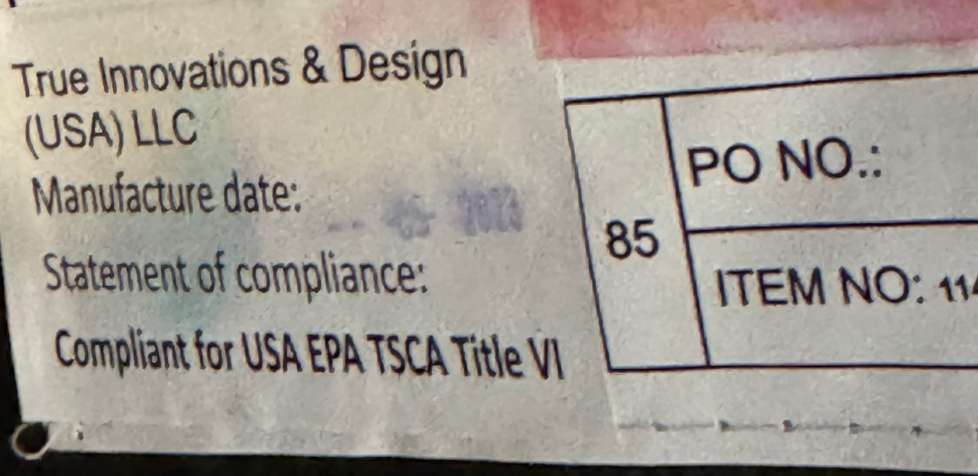 True Innovations & Design
(USA) LLC
Manufacture date:
Statement of compliance:
Compliant for USA EPA TSCA Title VI
85
PO NO.:
ITEM NO: 114